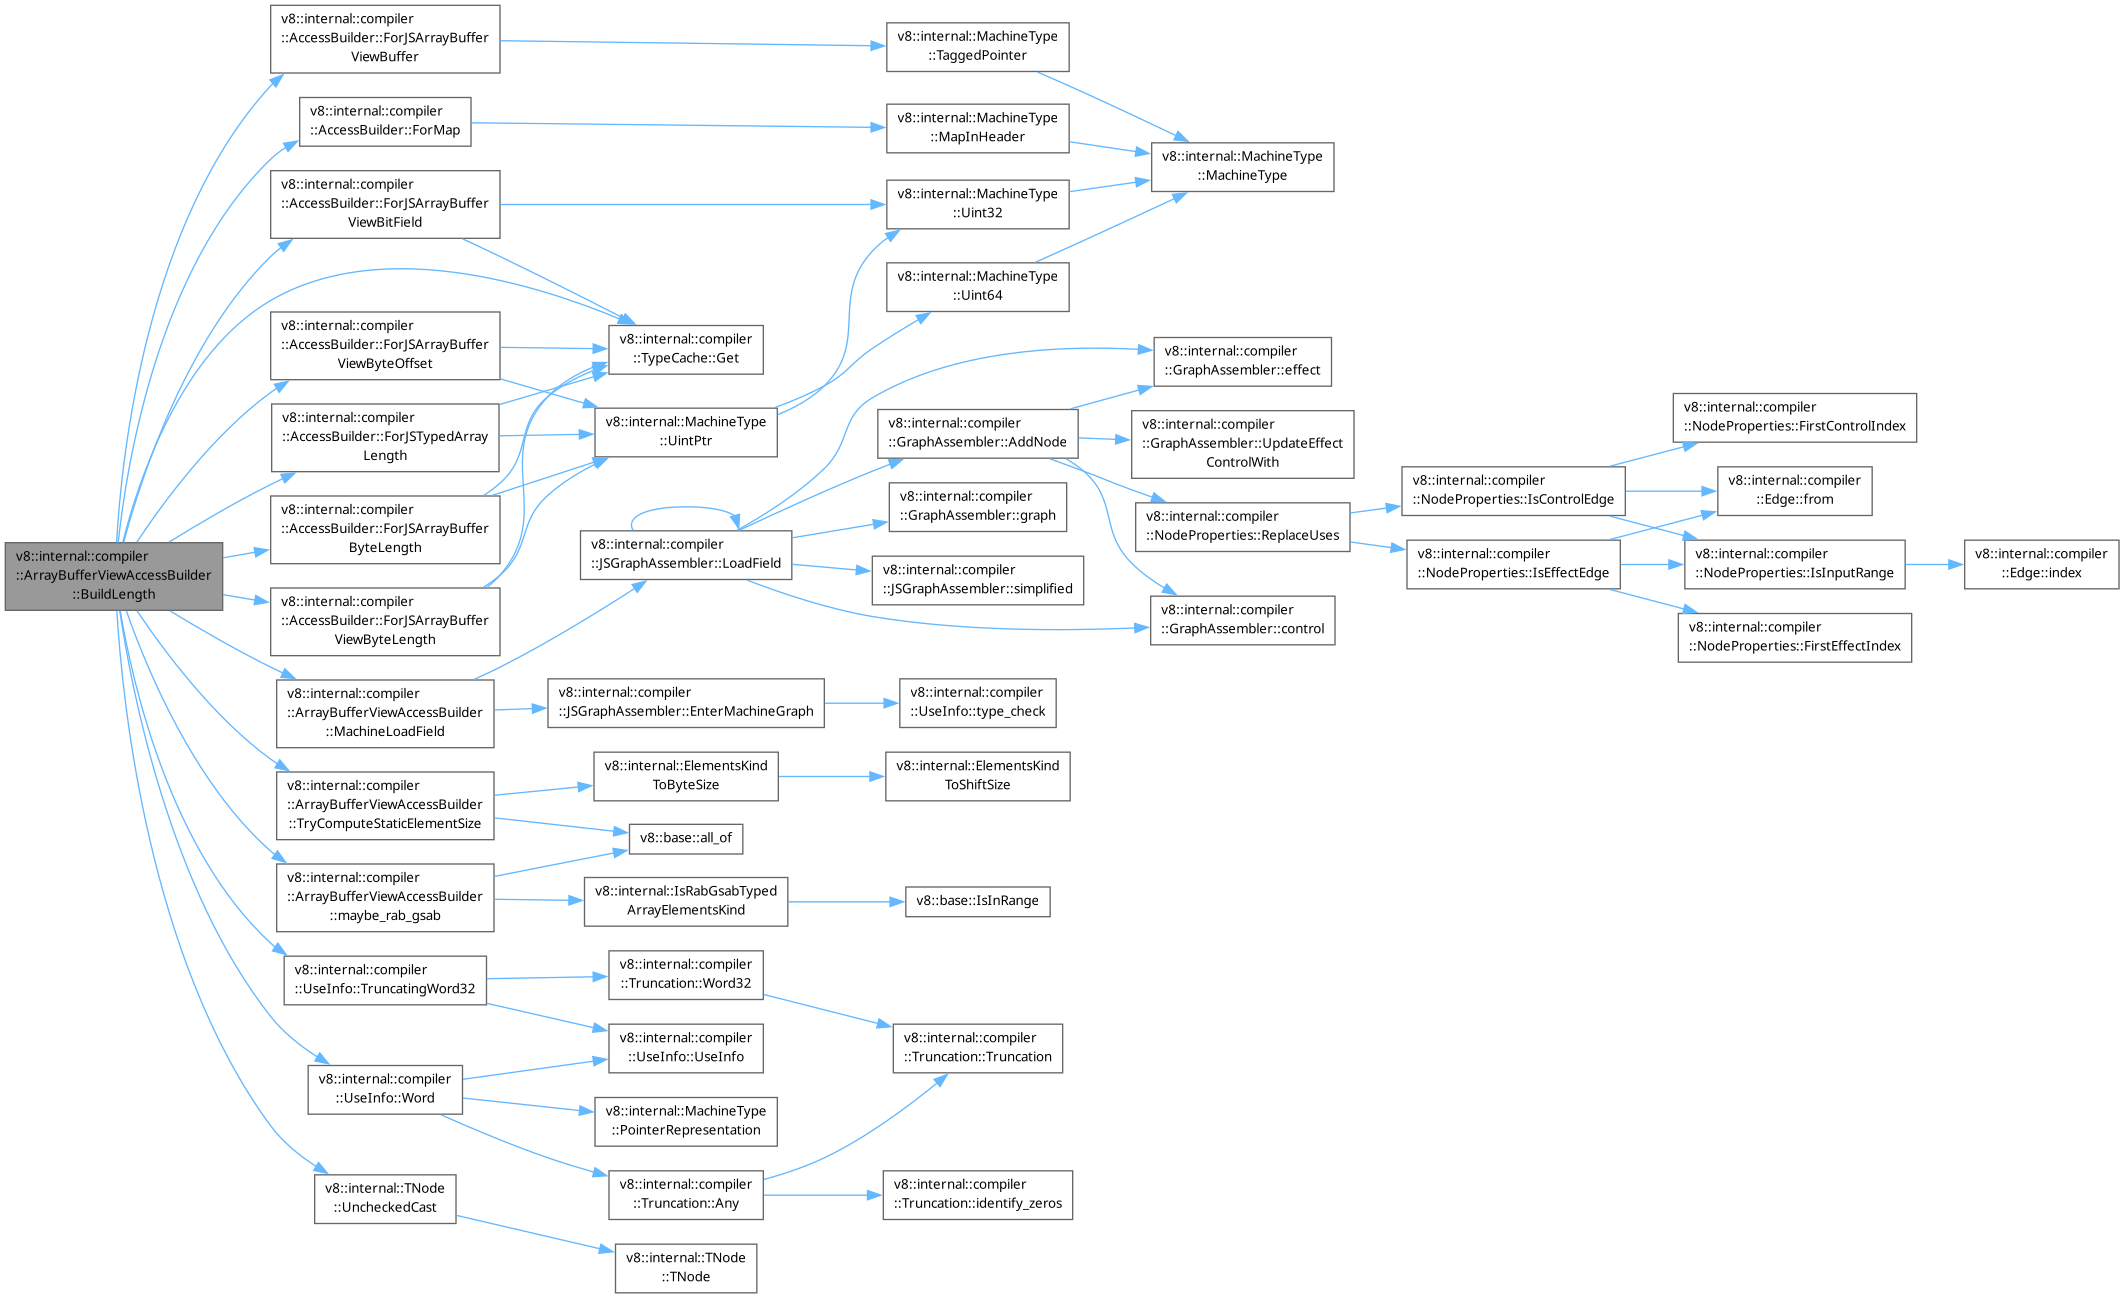 v8::internal::compiler
::ArrayBufferViewAccessBuilder
::BuildLength
v8::internal::compiler
::AccessBuilder::ForJSArrayBuffer
ViewBuffer
v8::internal::compiler
::AccessBuilder::ForMap
v8::internal::compiler
::AccessBuilder::ForJSArrayBuffer
ViewBitField
v8::internal::compiler
::AccessBuilder::ForJSArrayBuffer
ViewByteOffset
v8::internal::compiler
::AccessBuilder::ForJSTypedArray
Length
v8::internal::compiler
::AccessBuilder::ForJSArrayBuffer
ByteLength
v8::internal::compiler
::AccessBuilder::ForJSArrayBuffer
ViewByteLength
v8::internal::compiler
::ArrayBufferViewAccessBuilder
::MachineLoadField
v8::internal::compiler
::ArrayBufferViewAccessBuilder
::TryComputeStaticElementSize
v8::internal::compiler
::ArrayBufferViewAccessBuilder
::maybe_rab_gsab
v8::internal::compiler
::UseInfo::TruncatingWord32
v8::internal::compiler
::UseInfo::Word
v8::internal::TNode
::UncheckedCast
v8::internal::compiler
::TypeCache::Get
v8::internal::MachineType
::UintPtr
v8::internal::compiler
::JSGraphAssembler::LoadField
v8::internal::compiler
::JSGraphAssembler::EnterMachineGraph
v8::internal::ElementsKind
ToByteSize
v8::base::all_of
v8::internal::IsRabGsabTyped
ArrayElementsKind
v8::internal::compiler
::Truncation::Word32
v8::internal::compiler
::UseInfo::UseInfo
v8::internal::MachineType
::PointerRepresentation
v8::internal::compiler
::Truncation::Any
v8::internal::TNode
::TNode
v8::internal::MachineType
::TaggedPointer
v8::internal::MachineType
::MapInHeader
v8::internal::MachineType
::Uint32
v8::internal::MachineType
::Uint64
v8::internal::compiler
::GraphAssembler::AddNode
v8::internal::compiler
::GraphAssembler::graph
v8::internal::compiler
::JSGraphAssembler::simplified
v8::internal::compiler
::UseInfo::type_check
v8::internal::ElementsKind
ToShiftSize
v8::base::IsInRange
v8::internal::compiler
::Truncation::Truncation
v8::internal::compiler
::Truncation::identify_zeros
v8::internal::MachineType
::MachineType
v8::internal::compiler
::GraphAssembler::effect
v8::internal::compiler
::GraphAssembler::UpdateEffect
ControlWith
v8::internal::compiler
::NodeProperties::ReplaceUses
v8::internal::compiler
::GraphAssembler::control
v8::internal::compiler
::NodeProperties::IsControlEdge
v8::internal::compiler
::NodeProperties::IsEffectEdge
v8::internal::compiler
::NodeProperties::FirstControlIndex
v8::internal::compiler
::Edge::from
v8::internal::compiler
::NodeProperties::IsInputRange
v8::internal::compiler
::NodeProperties::FirstEffectIndex
v8::internal::compiler
::Edge::index